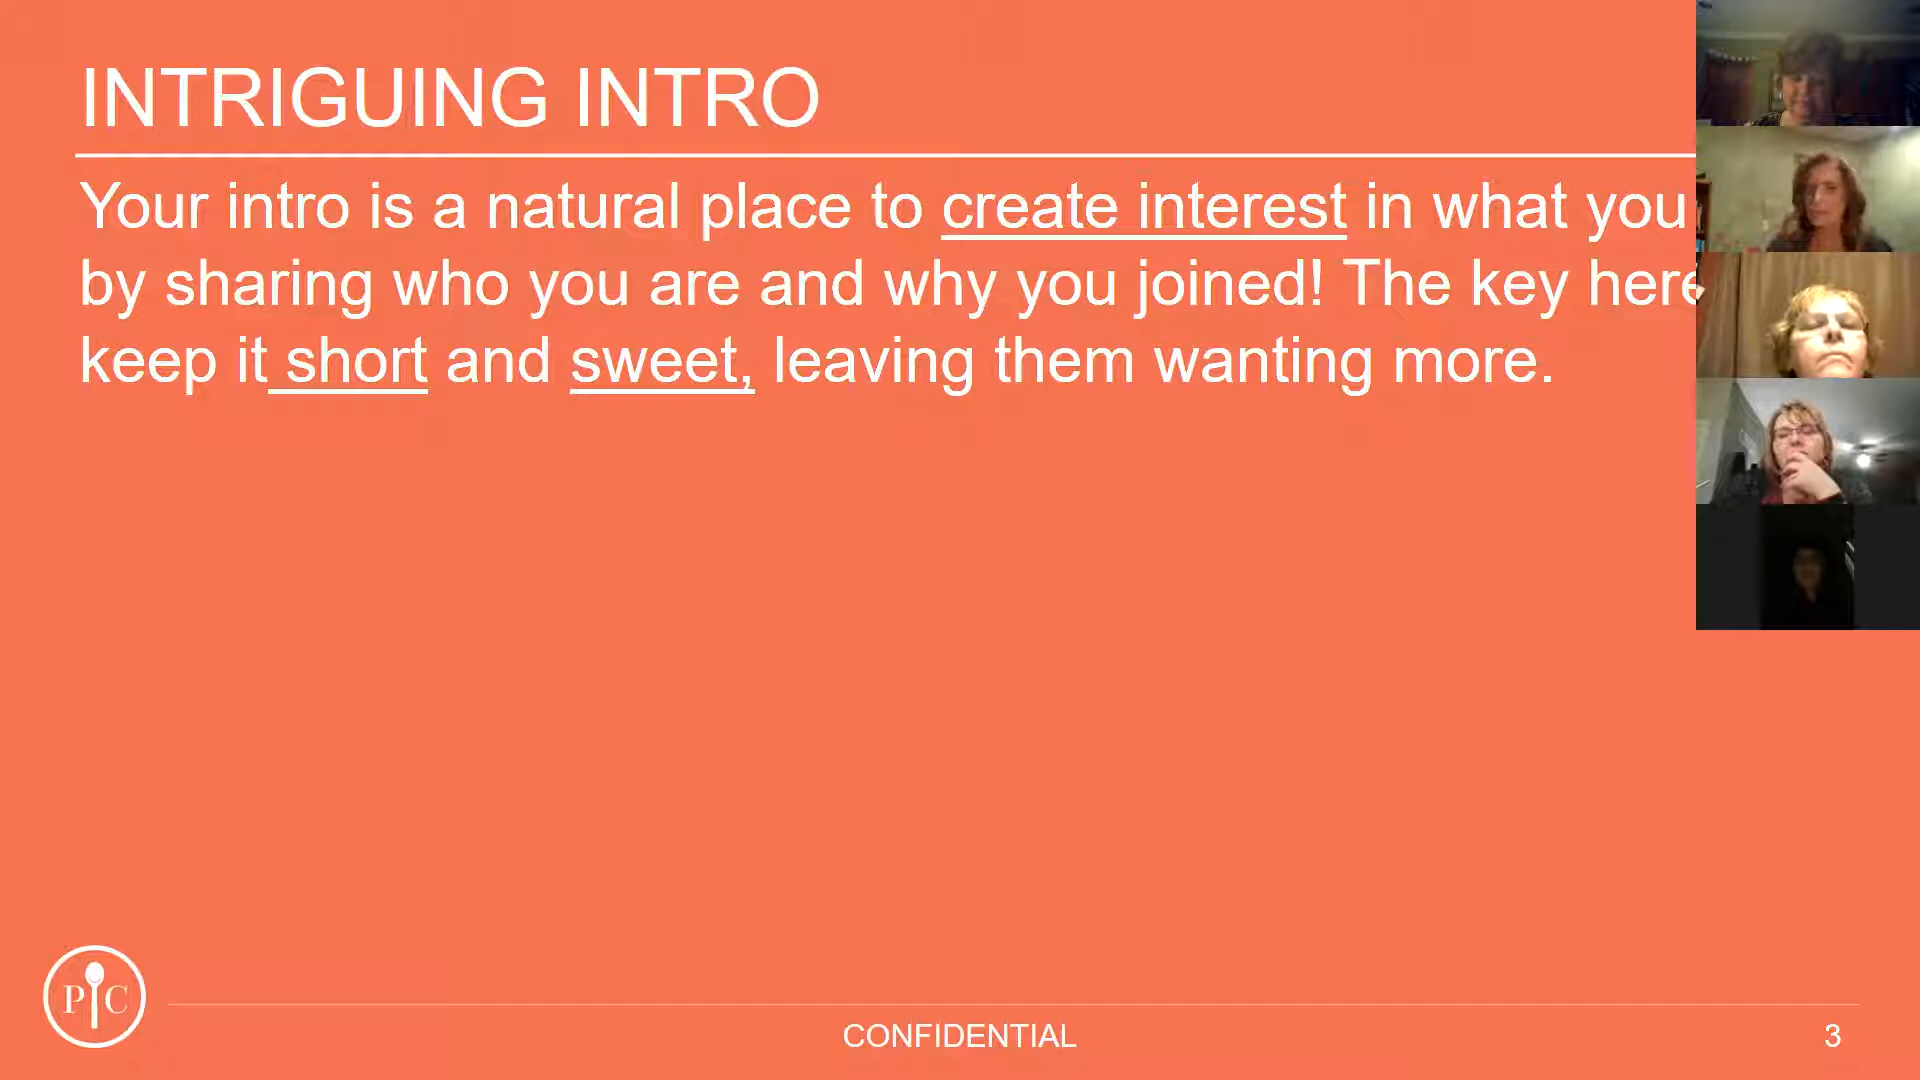 INTRIGUING INTRO
Your intro is a natural place to create interest in what you
by sharing who you are and why you joined! The key here
keep it short and sweet, leaving them wanting more.
P C
CONFIDENTIAL
3